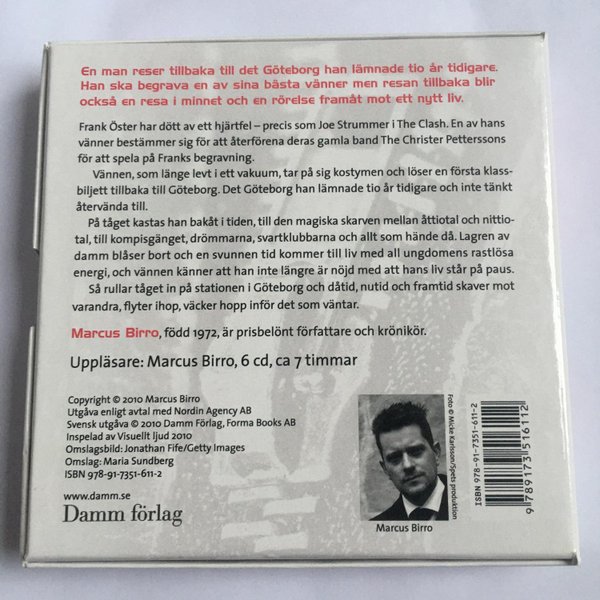 En man reser tillbaka till det Göteborg han lämnade tio år tidigare.
Han ska begrava en av sina bästa vänner men resan tillbaka blir
också en resa i minnet och en rörelse framåt mot ett nytt liv.
Frank Öster har dött av ett hjärtfel – precis som Joe Strummer i The Clash. En av hans
vänner bestämmer sig för att återförena deras gamla band The Christer Petterssons
för att spela på Franks begravning.
Vännen, som länge levt i ett vakuum, tar på sig kostymen och löser en första klass-
biljett tillbaka till Göteborg. Det Göteborg han lämnade tio år tidigare och inte tänkt
återvända till.
På tåget kastas han bakåt i tiden, till den magiska skarven mellan åttiotal och nittio-
tal, till kompisgänget, drömmarna, svartklubbarna och allt som hände då. Lagren av
damm blåser bort och en svunnen tid kommer till liv med all ungdomens rastlösa
energi, och vännen känner att han inte längre är nöjd med att hans liv står på paus.
Så rullar tåget in på stationen i Göteborg och dåtid, nutid och framtid skaver mot
varandra, flyter ihop, väcker hopp inför det som väntar.
Marcus Birro, född 1972, är prisbelönt författare och krönikör.
Uppläsare: Marcus Birro, 6 cd, ca 7 timmar
Copyright © 2010 Marcus Birro
Utgåva enligt avtal med Nordin Agency AB
Svensk utgåva © 2010 Damm Förlag, Forma Books AB
Inspelad av Visuellt ljud 2010
Omslagsbild: Jonathan Fife/Getty Images
Omslag: Maria Sundberg
ISBN 978-91-7351-611-2
www.damm.se
Damm förlag
Foto © Micke Karlsson/Spets produktion
Marcus Birro
ISBN 978-91-7351-611-2
9 789173 516112